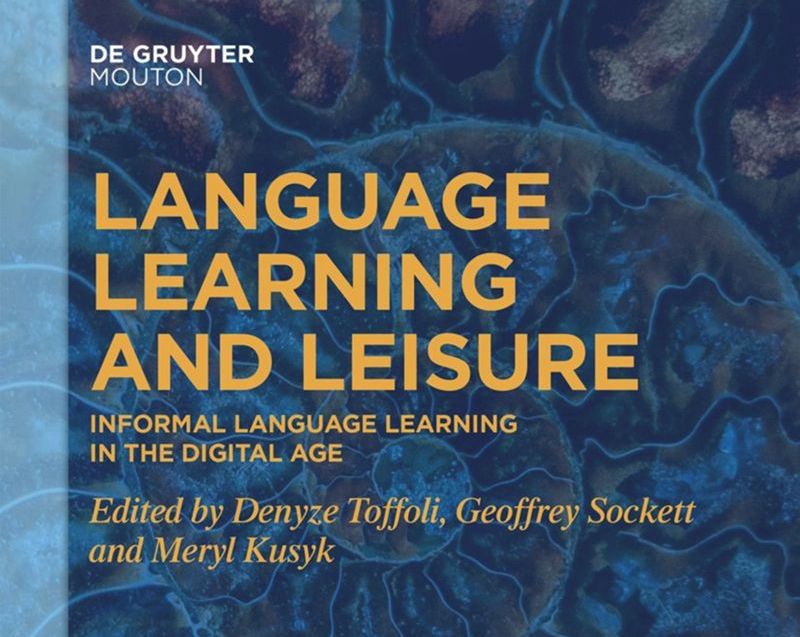 DE GRUYTER
MOUTON
LANGUAGE
LEARNING
AND LEISURE
INFORMAL LANGUAGE LEARNING
IN THE DIGITAL AGE
Edited by Denyze Toffoli, Geoffrey Sockett
and Meryl Kusyk